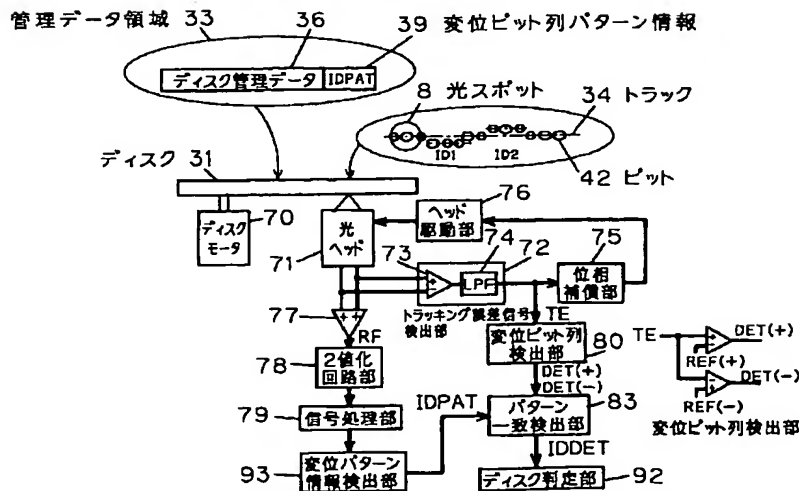 管理データ領域 33 36 39 変位ピット列パターン情報
ディスク管理データ IDPAT
8 光スポット
34 トラック
ID1 ID2
42 ピット
ディスク 31
76
ヘッド
駆動部
70
ディスク
モータ
光
ヘッド
71
73
74
72
LPF
75
位相
補償部
トラッキング誤差信号
検出部
TE
77
RF
78
2値化
回路部
変位ピット列
検出部
80
DET(+)
DET(-)
TE
REF(+)
DET(+)
REF(-)
DET(-)
変位ピット列検出部
79
信号処理部
IDPAT
パターン
一致検出部
83
IDDET
93
変位パターン
情報検出部
ディスク判定部
92